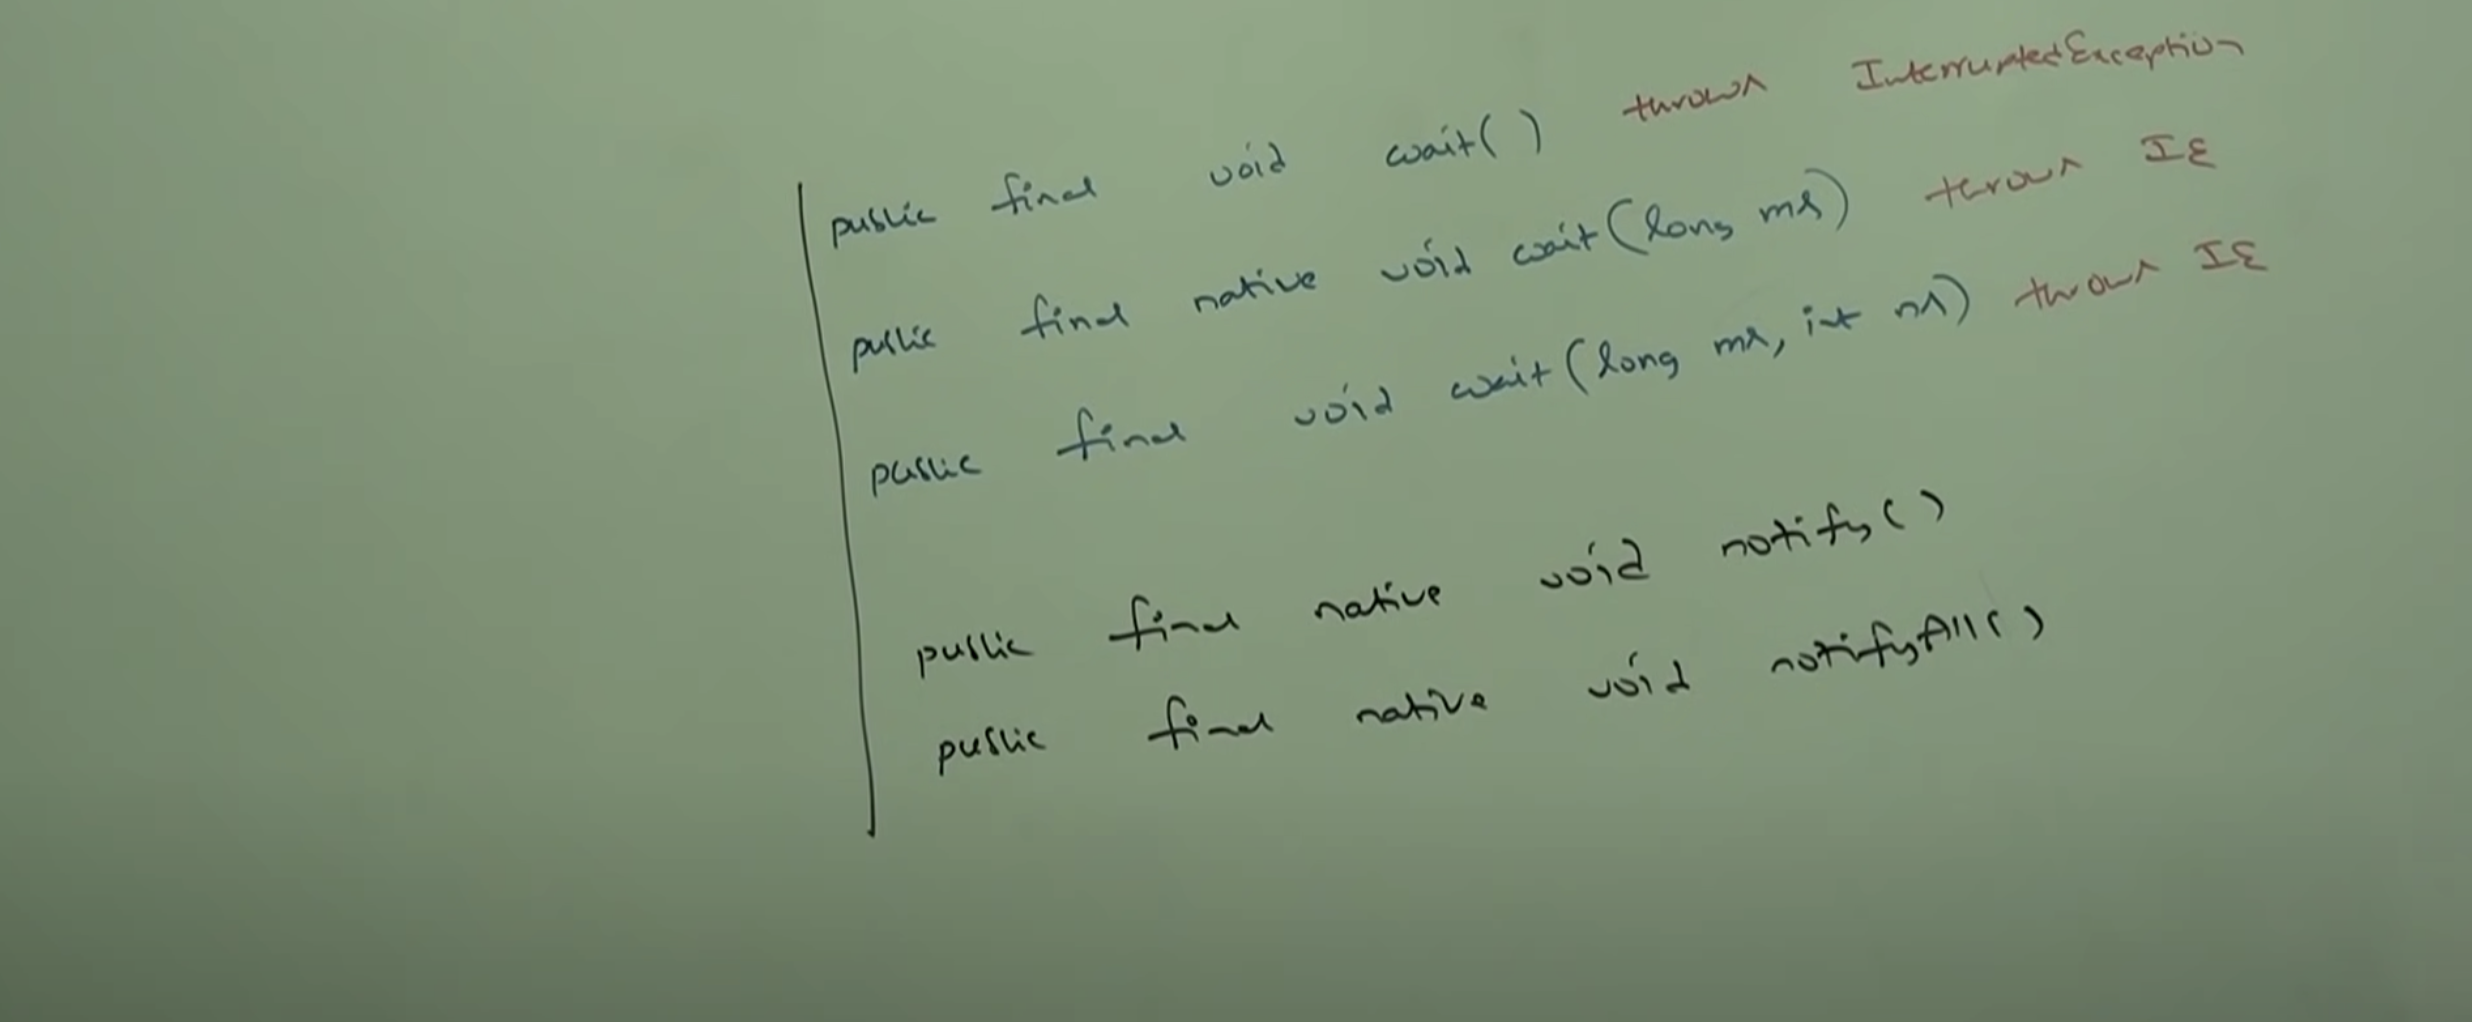 public final void wait() throws InterruptedException
public final native void wait(long ms) throws IE
public final void wait(long ms, int ns) throws IE
public final native void notify()
public final native void notifyAll()